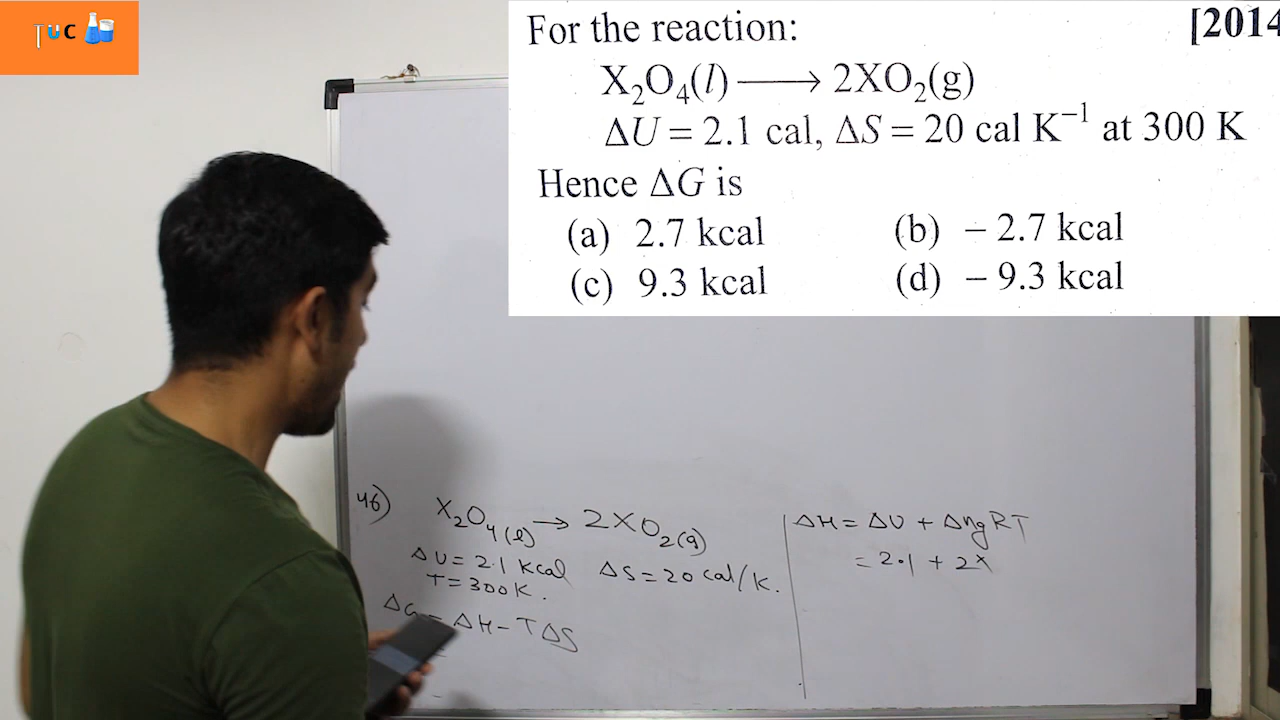 TUC
For the reaction: [2014
X₂O₄(l) ⟶ 2XO₂(g)
ΔU = 2.1 cal, ΔS = 20 cal K⁻¹ at 300 K
Hence ΔG is
(a) 2.7 kcal (b) – 2.7 kcal
(c) 9.3 kcal (d) – 9.3 kcal
46) X₂O₄(l) → 2XO₂(g)
ΔU = 2.1 kcal ΔS = 20 cal/K.
T = 300K.
ΔG = ΔH – TΔS
ΔH = ΔU + ΔngRT
= 2.1 + 2×